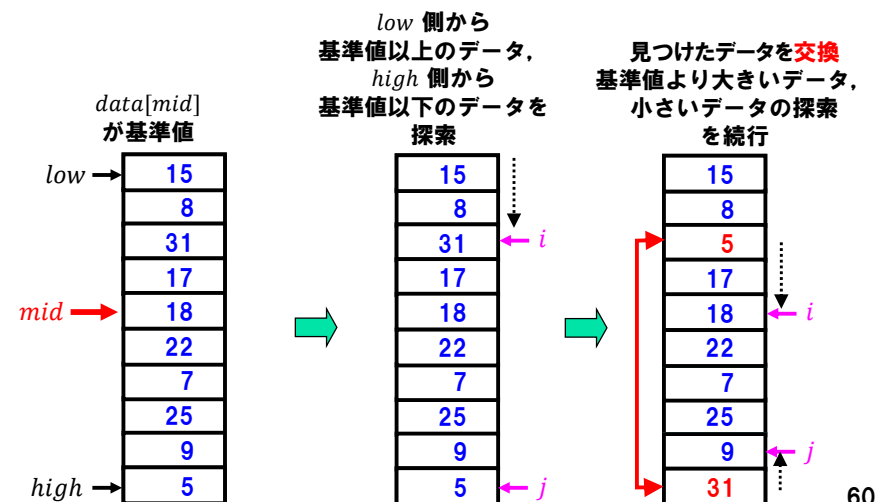 data[mid]
が基準値
low
mid
high
15
8
31
17
18
22
7
25
9
5
low 側から
基準値以上のデータ,
high 側から
基準値以下のデータを
探索
15
8
31
17
18
22
7
25
9
5
i
j
見つけたデータを交換
基準値より大きいデータ,
小さいデータの探索
を続行
15
8
5
17
18
22
7
25
9
31
i
j
60